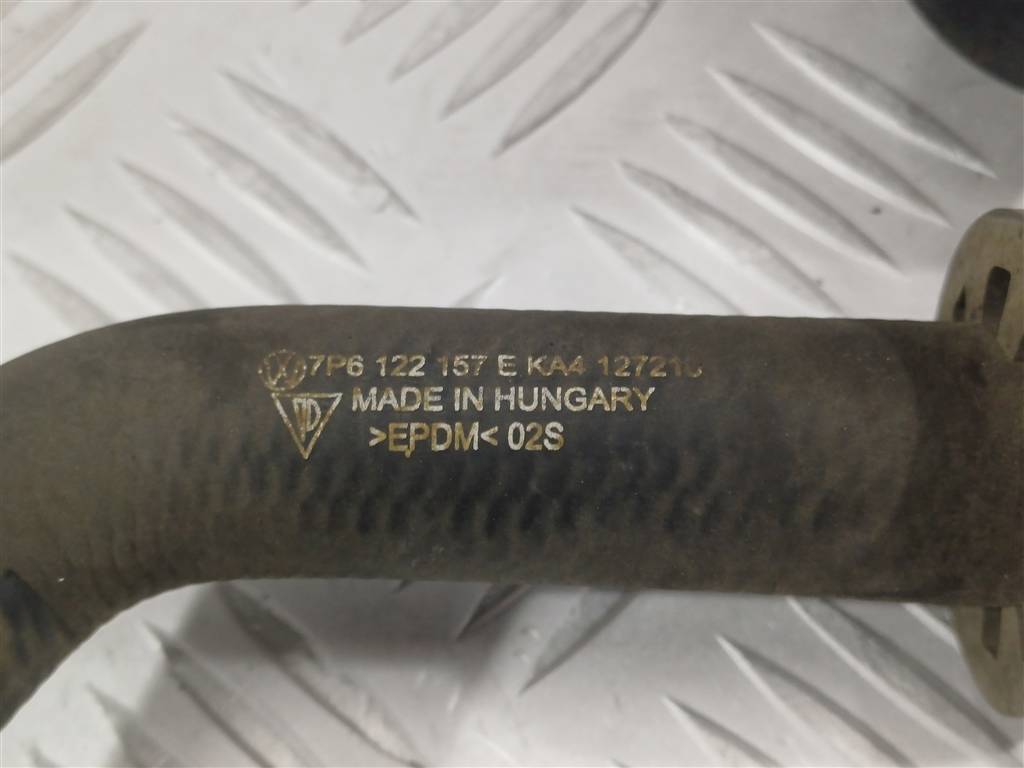 7P6 122 157 E KA4
MADE IN HUNGARY
>EPDM< 02S